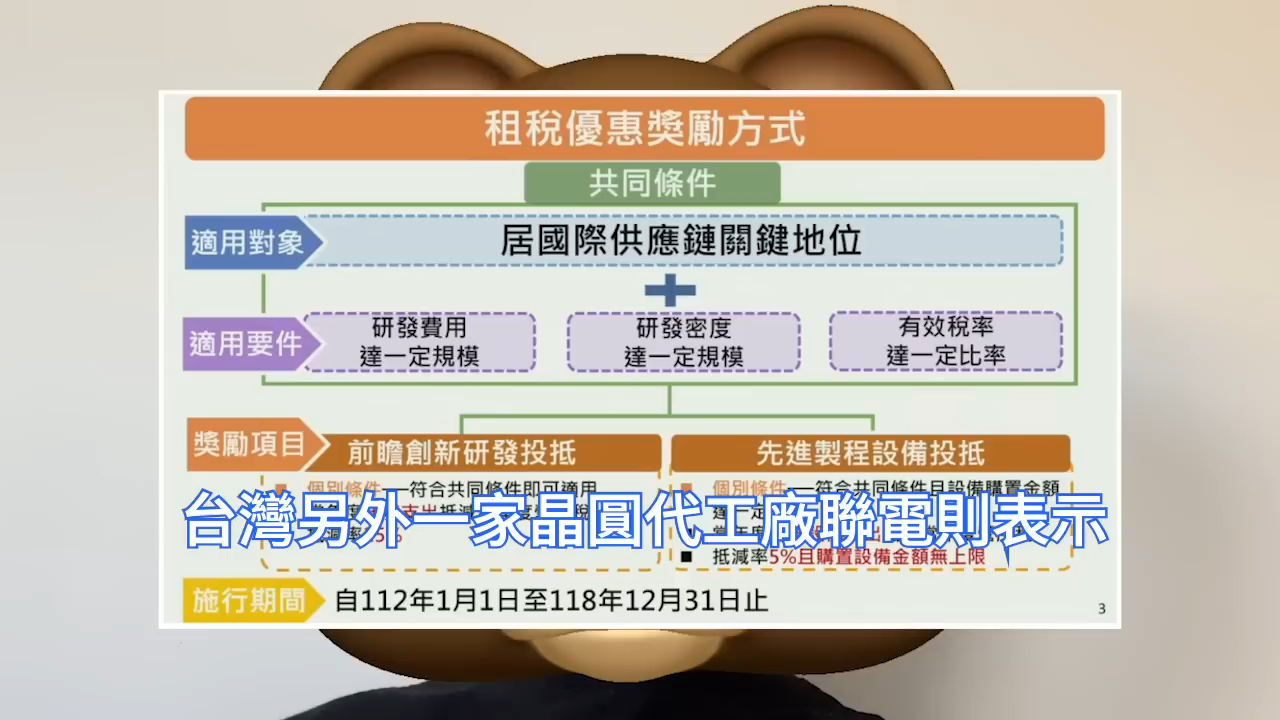 租稅優惠獎勵方式
共同條件
適用對象
居國際供應鏈關鍵地位
適用要件
研發費用
達一定規模
研發密度
達一定規模
有效稅率
達一定比率
獎勵項目
前瞻創新研發投抵
先進製程設備投抵
個別條件──符合共同條件即可適用
個別條件──符合共同條件且設備購置金額
台灣另外一家晶圓代工廠聯電則表示
抵減率5%且購置設備金額無上限
施行期間
自112年1月1日至118年12月31日止
3